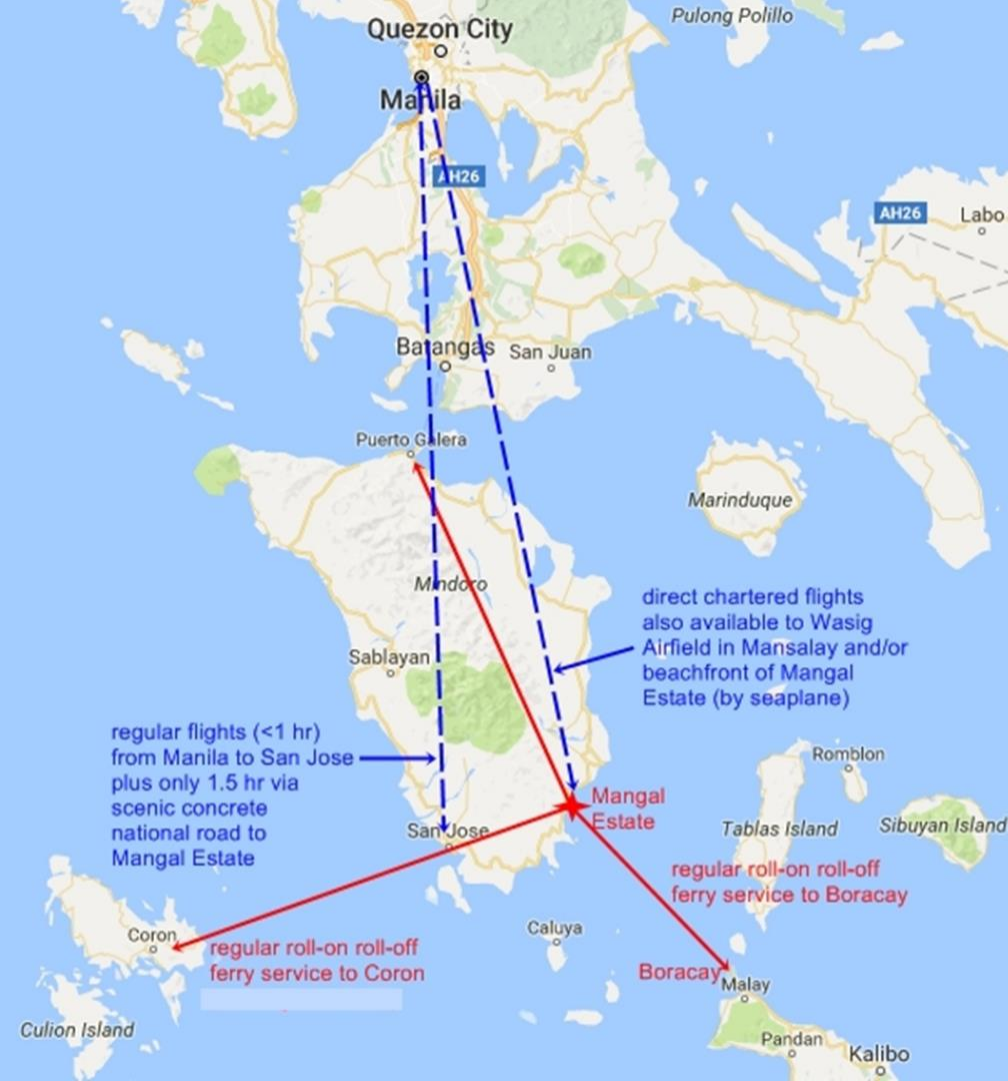 Pulong Polillo
Quezon City
Manila
AH26
AH26
Labo
Batangas
San Juan
Puerto Galera
Marinduque
Mindoro
direct chartered flights
also available to Wasig
Airfield in Mansalay and/or
beachfront of Mangal
Estate (by seaplane)
Sablayan
regular flights (<1 hr)
from Manila to San Jose
plus only 1.5 hr via
scenic concrete
national road to
Mangal Estate
Romblon
Mangal
Estate
San Jose
Tablas Island
Sibuyan Island
regular roll-on roll-off
ferry service to Boracay
Coron
Caluya
regular roll-on roll-off
ferry service to Coron
Boracay
Malay
Culion Island
Pandan
Kalibo